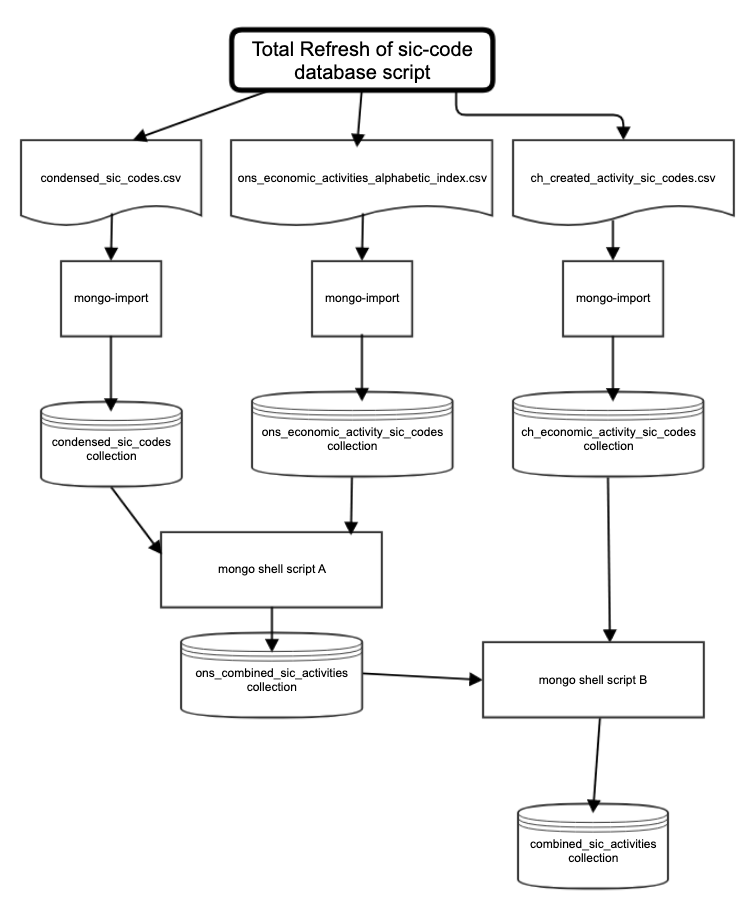 Total Refresh of sic-code
database script
condensed_sic_codes.csv
ons_economic_activities_alphabetic_index.csv
ch_created_activity_sic_codes.csv
mongo-import
mongo-import
mongo-import
condensed_sic_codes
collection
ons_economic_activity_sic_codes
collection
ch_economic_activity_sic_codes
collection
mongo shell script A
ons_combined_sic_activities
collection
mongo shell script B
combined_sic_activities
collection